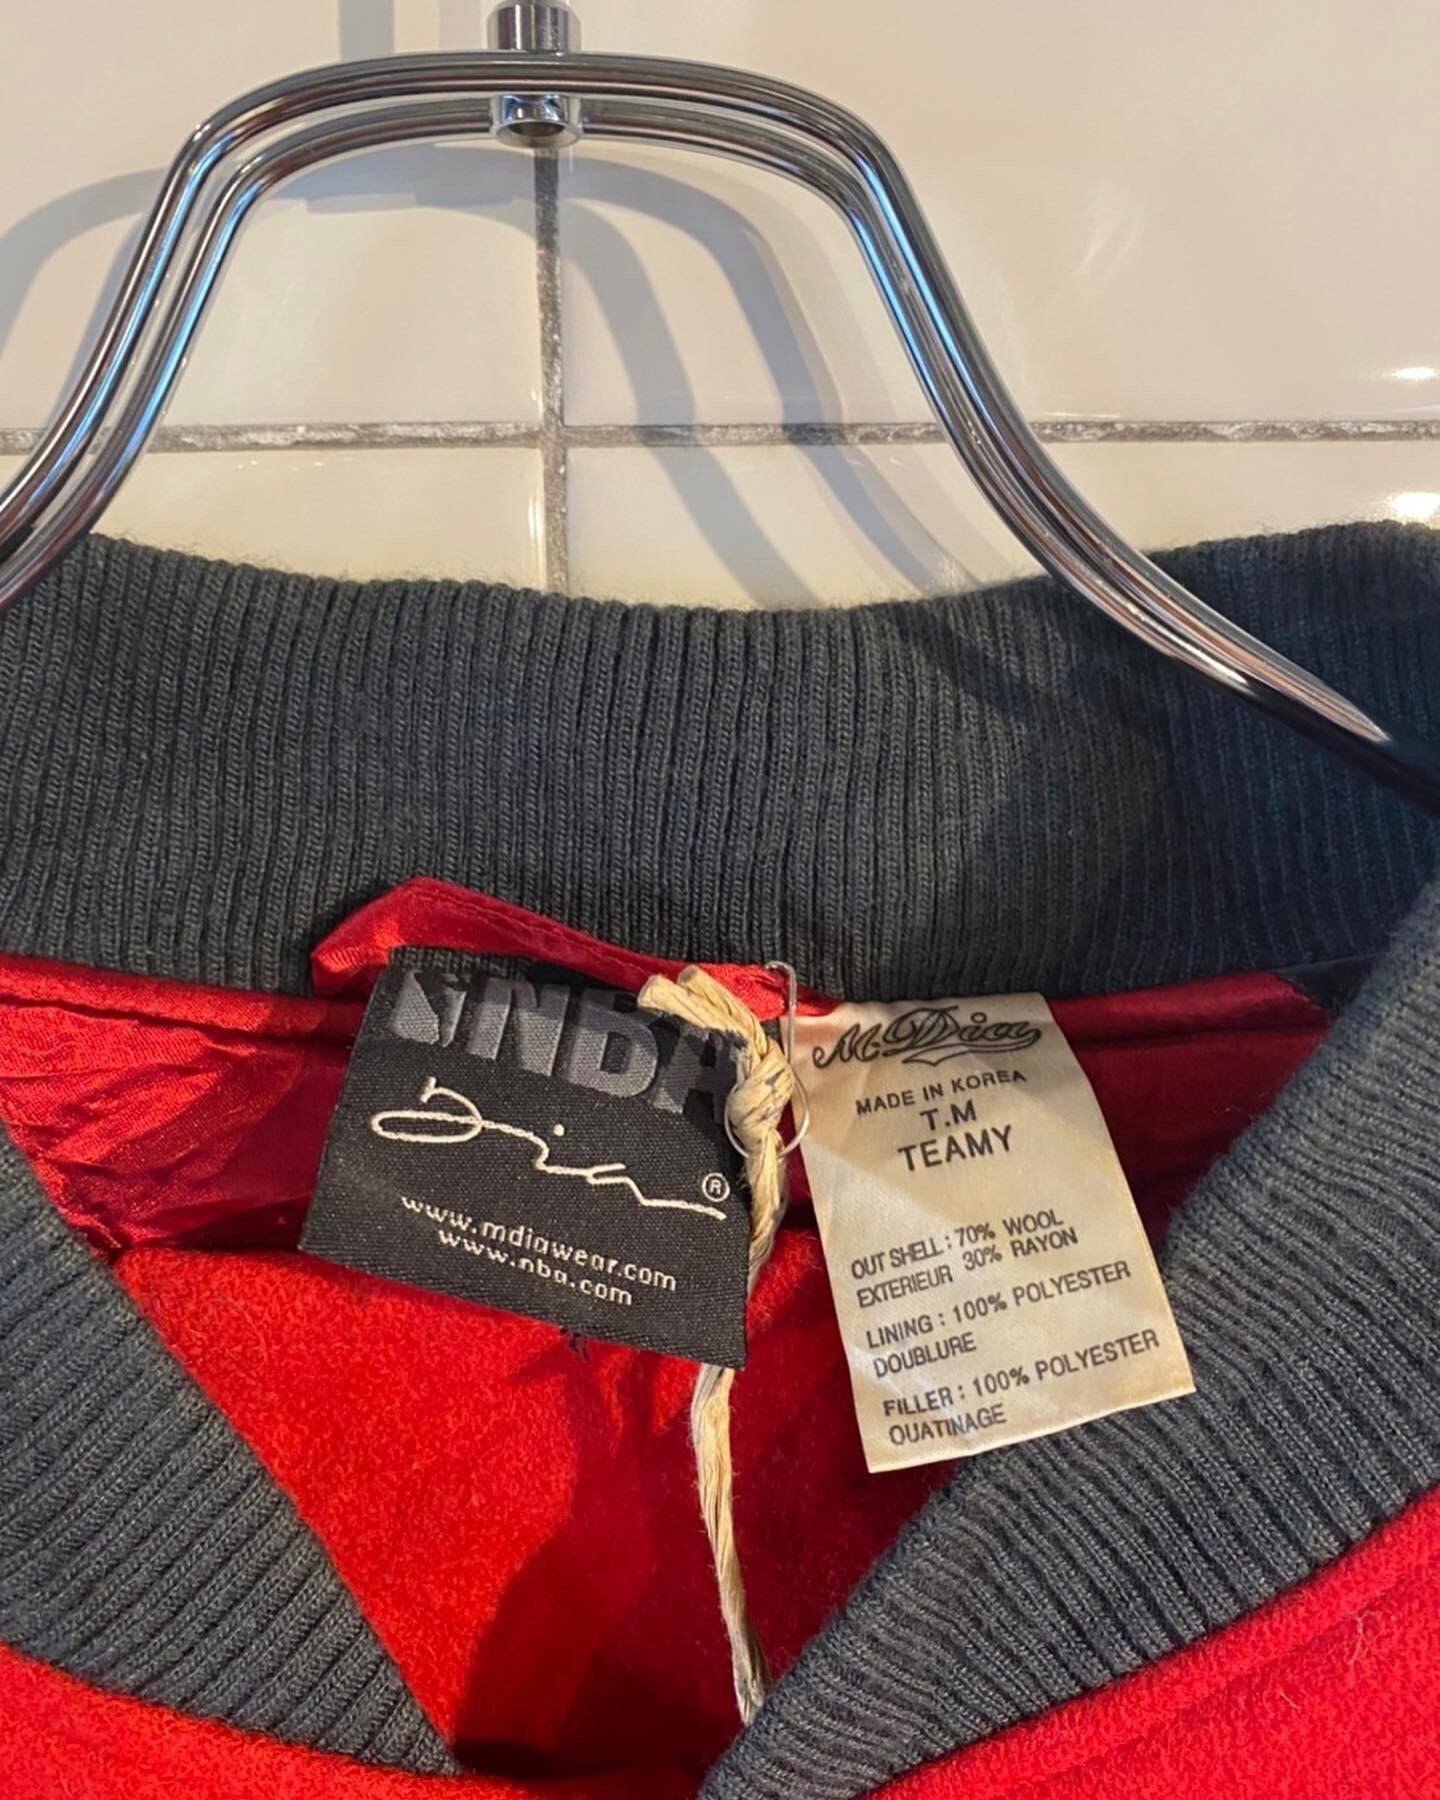 NBA
Dia ®
www.mdiawear.com
www.nba.com
M. Dia
MADE IN KOREA
T.M
TEAMY
OUT SHELL : 70% WOOL
EXTERIEUR 30% RAYON
LINING : 100% POLYESTER
DOUBLURE
FILLER : 100% POLYESTER
OUATINAGE